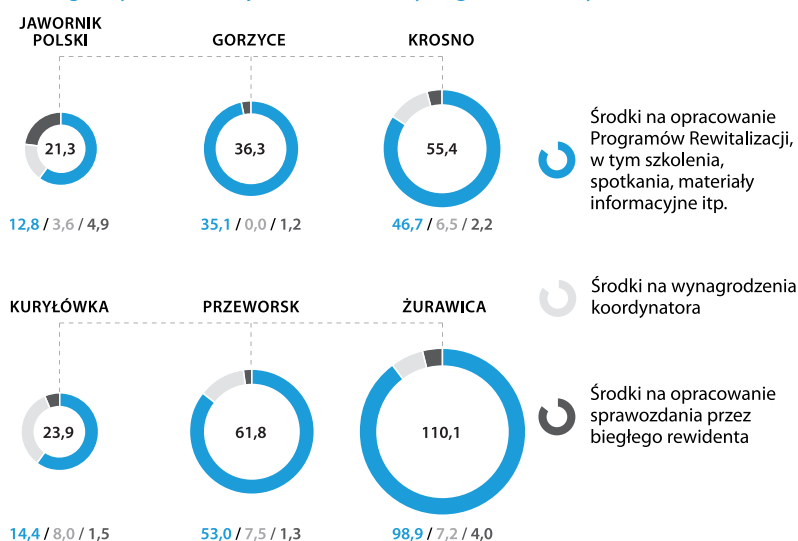 JAWORNIK
POLSKI
GORZYCE
KROSNO
21,3
36,3
55,4
12,8 / 3,6 / 4,9
35,1 / 0,0 / 1,2
46,7 / 6,5 / 2,2
Środki na opracowanie
Programów Rewitalizacji,
w tym szkolenia,
spotkania, materiały
informacyjne itp.
Środki na wynagrodzenia
koordynatora
Środki na opracowanie
sprawozdania przez
biegłego rewidenta
KURYŁÓWKA
PRZEWORSK
ŻURAWICA
23,9
61,8
110,1
14,4 / 8,0 / 1,5
53,0 / 7,5 / 1,3
98,9 / 7,2 / 4,0